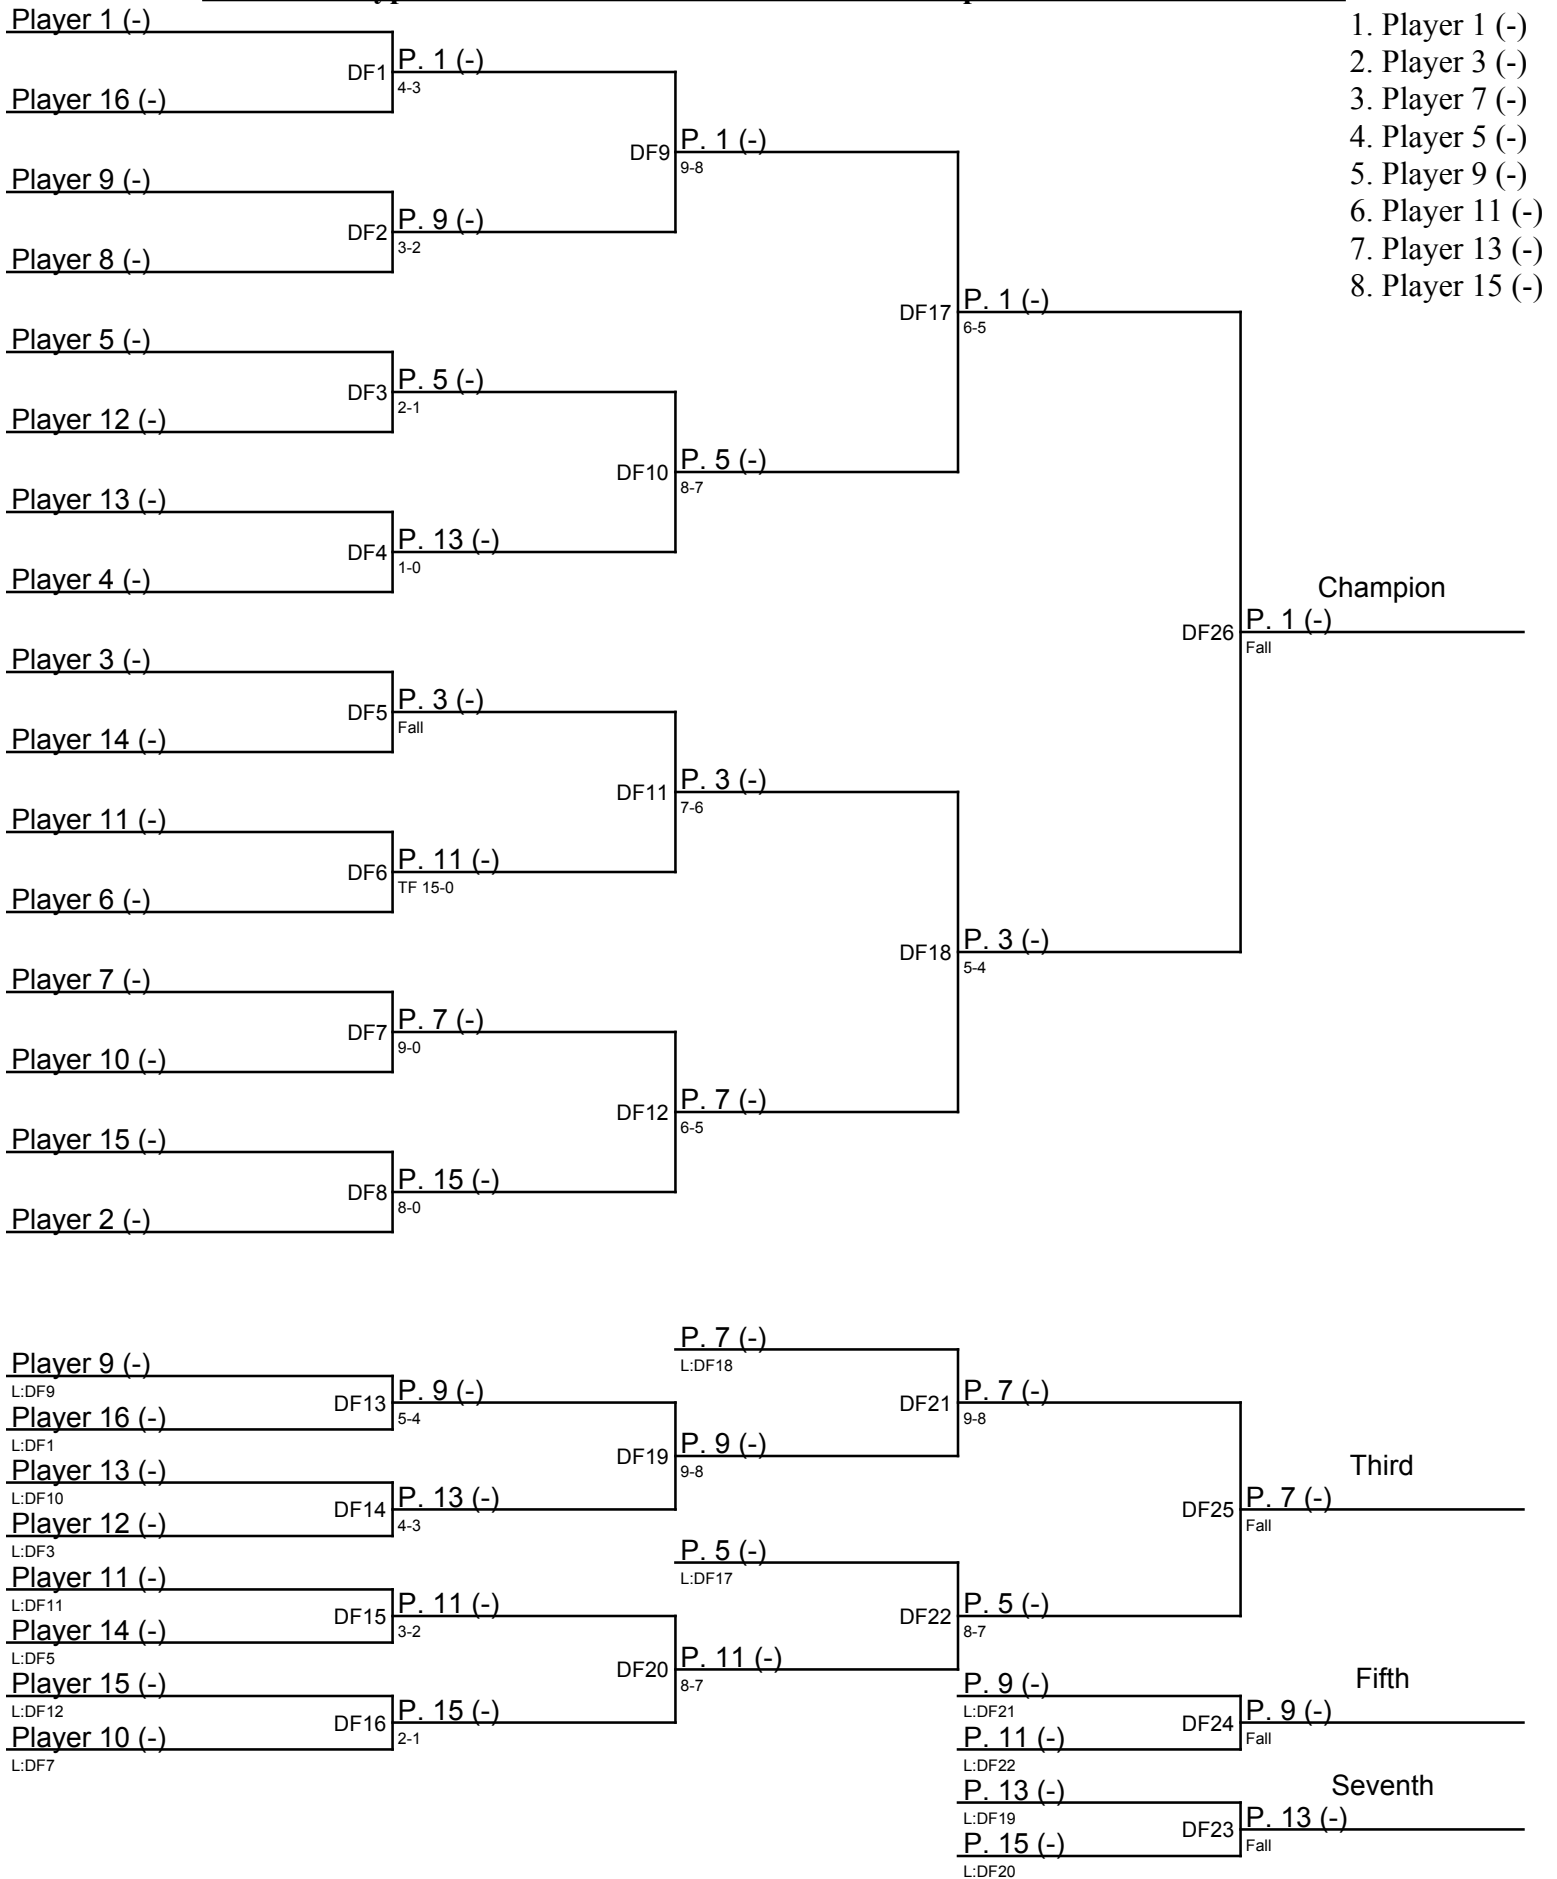 Player 1 (-)
DF1
P. 1 (-)
4-3
Player 16 (-)
DF9
P. 1 (-)
9-8
Player 9 (-)
DF2
P. 9 (-)
3-2
Player 8 (-)
DF17
P. 1 (-)
6-5
Player 5 (-)
DF3
P. 5 (-)
2-1
Player 12 (-)
DF10
P. 5 (-)
8-7
Player 13 (-)
DF4
P. 13 (-)
1-0
Player 4 (-)
Champion
DF26
P. 1 (-)
Fall
Player 3 (-)
DF5
P. 3 (-)
Fall
Player 14 (-)
DF11
P. 3 (-)
7-6
Player 11 (-)
DF6
P. 11 (-)
TF 15-0
Player 6 (-)
DF18
P. 3 (-)
5-4
Player 7 (-)
DF7
P. 7 (-)
9-0
Player 10 (-)
DF12
P. 7 (-)
6-5
Player 15 (-)
DF8
P. 15 (-)
8-0
Player 2 (-)
1. Player 1 (-)
2. Player 3 (-)
3. Player 7 (-)
4. Player 5 (-)
5. Player 9 (-)
6. Player 11 (-)
7. Player 13 (-)
8. Player 15 (-)
Player 9 (-)
L:DF9
DF13
P. 9 (-)
5-4
Player 16 (-)
L:DF1
Player 13 (-)
L:DF10
DF14
P. 13 (-)
4-3
Player 12 (-)
L:DF3
Player 11 (-)
L:DF11
DF15
P. 11 (-)
3-2
Player 14 (-)
L:DF5
Player 15 (-)
L:DF12
DF16
P. 15 (-)
2-1
Player 10 (-)
L:DF7
P. 7 (-)
L:DF18
DF21
P. 7 (-)
9-8
DF19
P. 9 (-)
9-8
P. 5 (-)
L:DF17
DF22
P. 5 (-)
8-7
DF20
P. 11 (-)
8-7
Third
DF25
P. 7 (-)
Fall
Fifth
P. 9 (-)
L:DF21
DF24
P. 9 (-)
Fall
P. 11 (-)
L:DF22
Seventh
P. 13 (-)
L:DF19
DF23
P. 13 (-)
Fall
P. 15 (-)
L:DF20